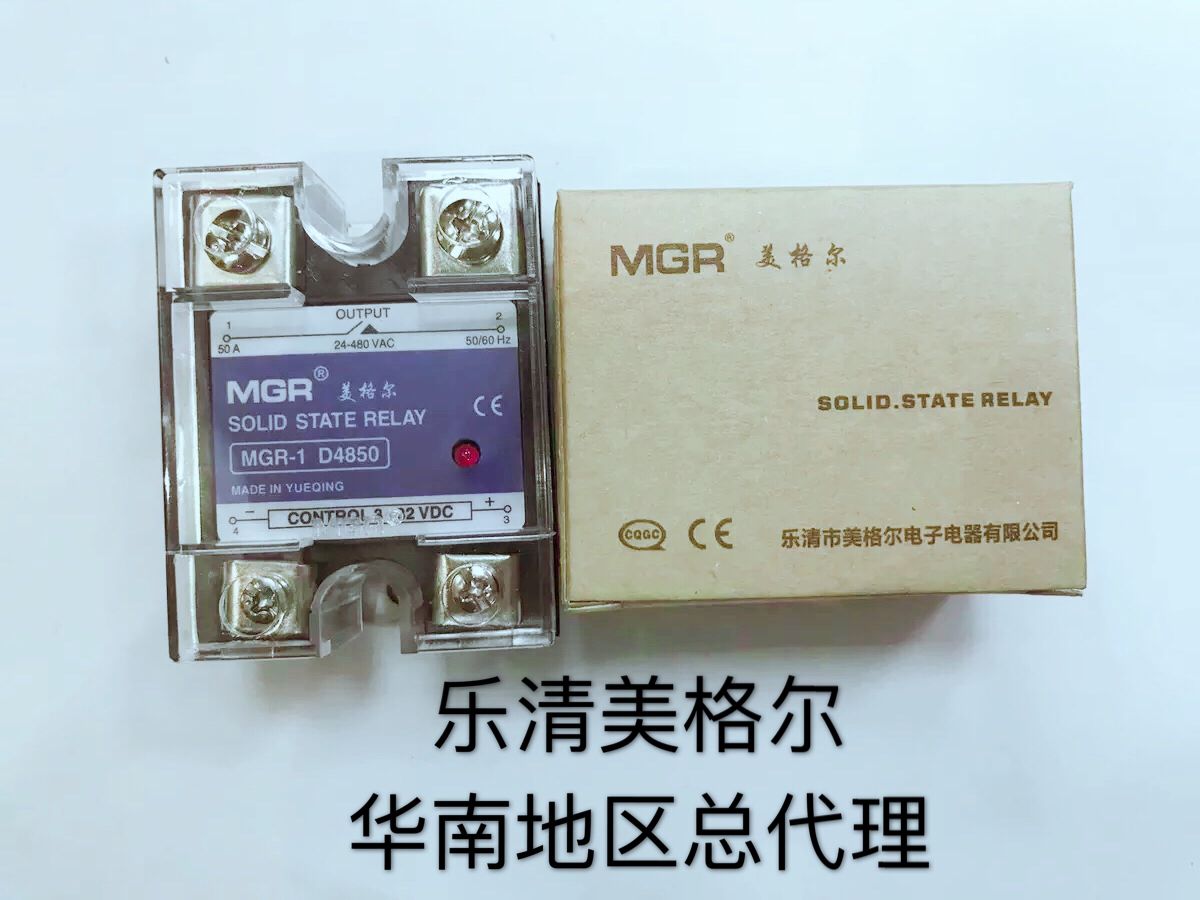 OUTPUT
1
2
50 A
24-480 VAC
50/60 Hz
MGR® 美格尔
CE
SOLID STATE RELAY
MGR-1 D4850
MADE IN YUEQING
− +
CONTROL 3 VDC
4
3
MGR® 美格尔
SOLID.STATE RELAY
CQGC CE 乐清市美格尔电子电器有限公司
乐清美格尔
华南地区总代理